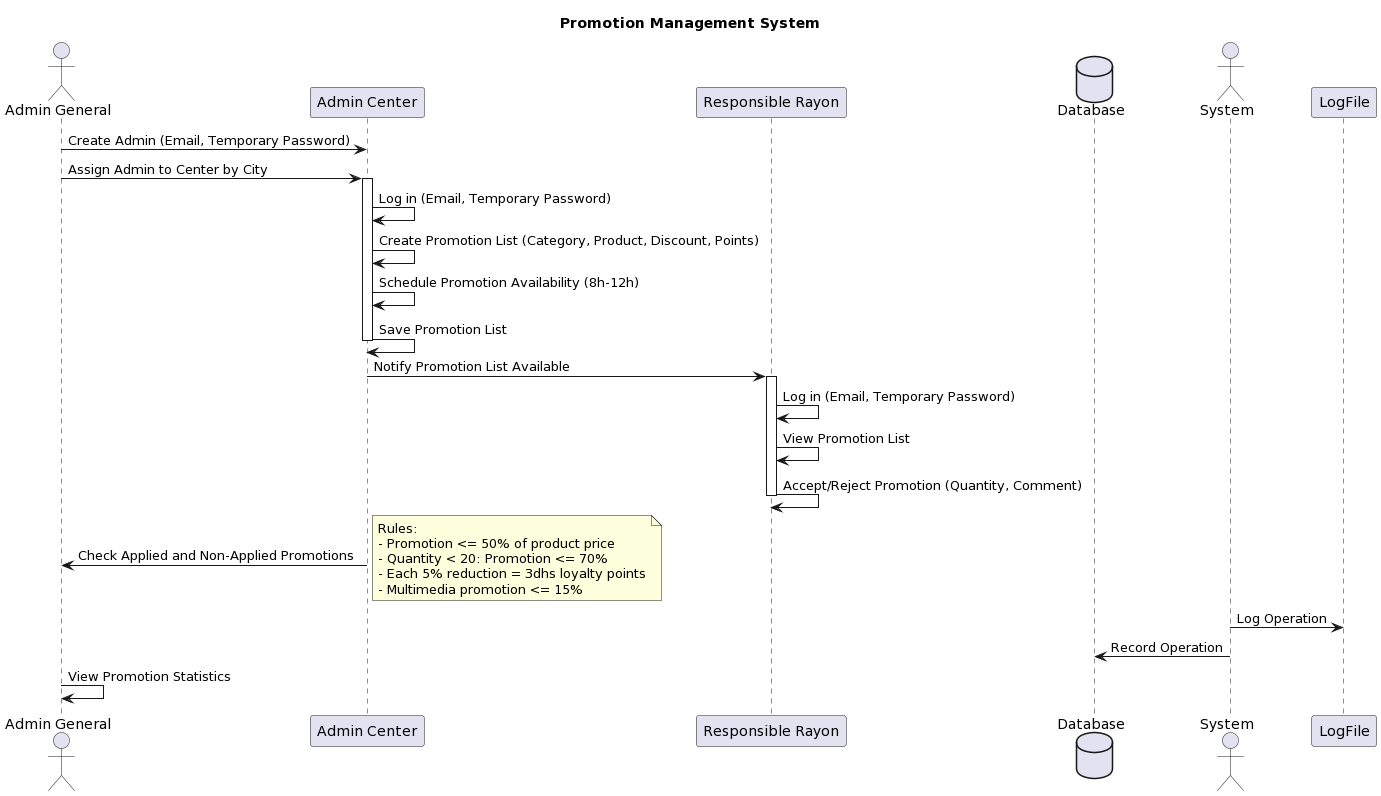 Promotion Management System
Admin General
Admin Center
Responsible Rayon
Database
System
LogFile
Create Admin (Email, Temporary Password)
Assign Admin to Center by City
Log in (Email, Temporary Password)
Create Promotion List (Category, Product, Discount, Points)
Schedule Promotion Availability (8h-12h)
Save Promotion List
Notify Promotion List Available
Log in (Email, Temporary Password)
View Promotion List
Accept/Reject Promotion (Quantity, Comment)
Rules:
- Promotion <= 50% of product price
- Quantity < 20: Promotion <= 70%
- Each 5% reduction = 3dhs loyalty points
- Multimedia promotion <= 15%
Check Applied and Non-Applied Promotions
Log Operation
Record Operation
View Promotion Statistics
Admin General
Admin Center
Responsible Rayon
Database
System
LogFile